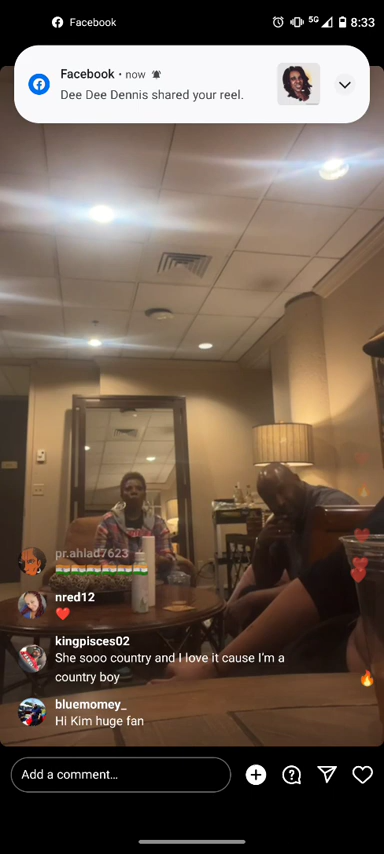 Facebook
5G
8:33
Facebook • now
Dee Dee Dennis shared your reel.
pr.ahlad7623
nred12
kingpisces02
She sooo country and I love it cause I'm a
country boy
bluemomey_
Hi Kim huge fan
Add a comment...